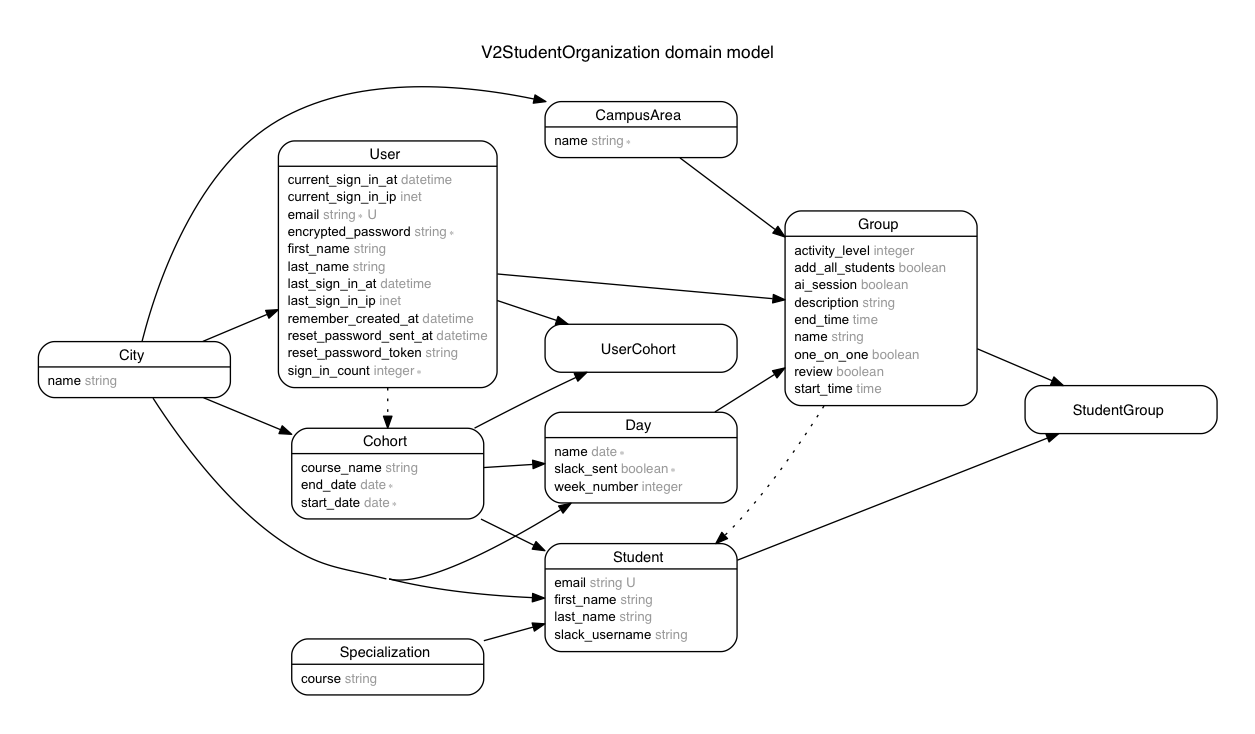 V2StudentOrganization domain model
CampusArea
name string *
User
current_sign_in_at datetime
current_sign_in_ip inet
email string * U
encrypted_password string *
first_name string
last_name string
last_sign_in_at datetime
last_sign_in_ip inet
remember_created_at datetime
reset_password_sent_at datetime
reset_password_token string
sign_in_count integer *
Group
activity_level integer
add_all_students boolean
ai_session boolean
description string
end_time time
name string
one_on_one boolean
review boolean
start_time time
City
name string
UserCohort
StudentGroup
Cohort
course_name string
end_date date *
start_date date *
Day
name date *
slack_sent boolean *
week_number integer
Student
email string U
first_name string
last_name string
slack_username string
Specialization
course string